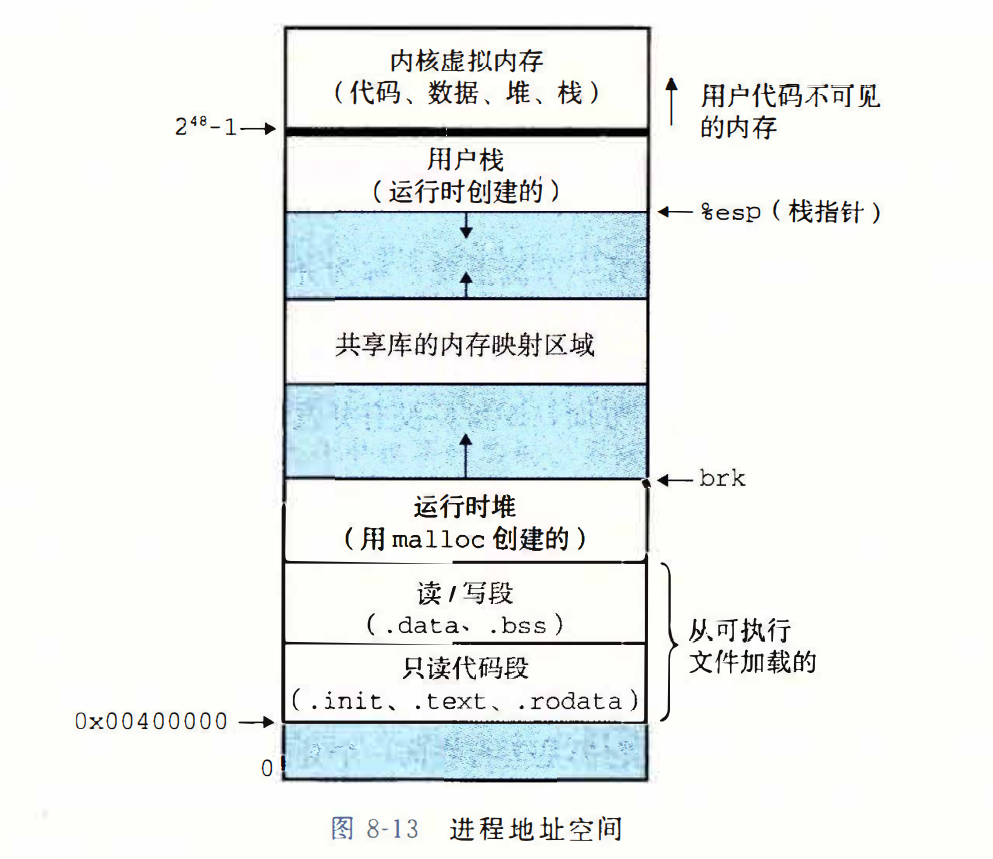 内核虚拟内存
（代码、数据、堆、栈）
用户代码不可见
的内存
2⁴⁸-1
用户栈
（运行时创建的）
%esp（栈指针）
共享库的内存映射区域
brk
运行时堆
（用 malloc 创建的）
读/写段
（.data、.bss）
从可执行
文件加载的
只读代码段
（.init、.text、.rodata）
0x00400000
0
图 8-13 进程地址空间